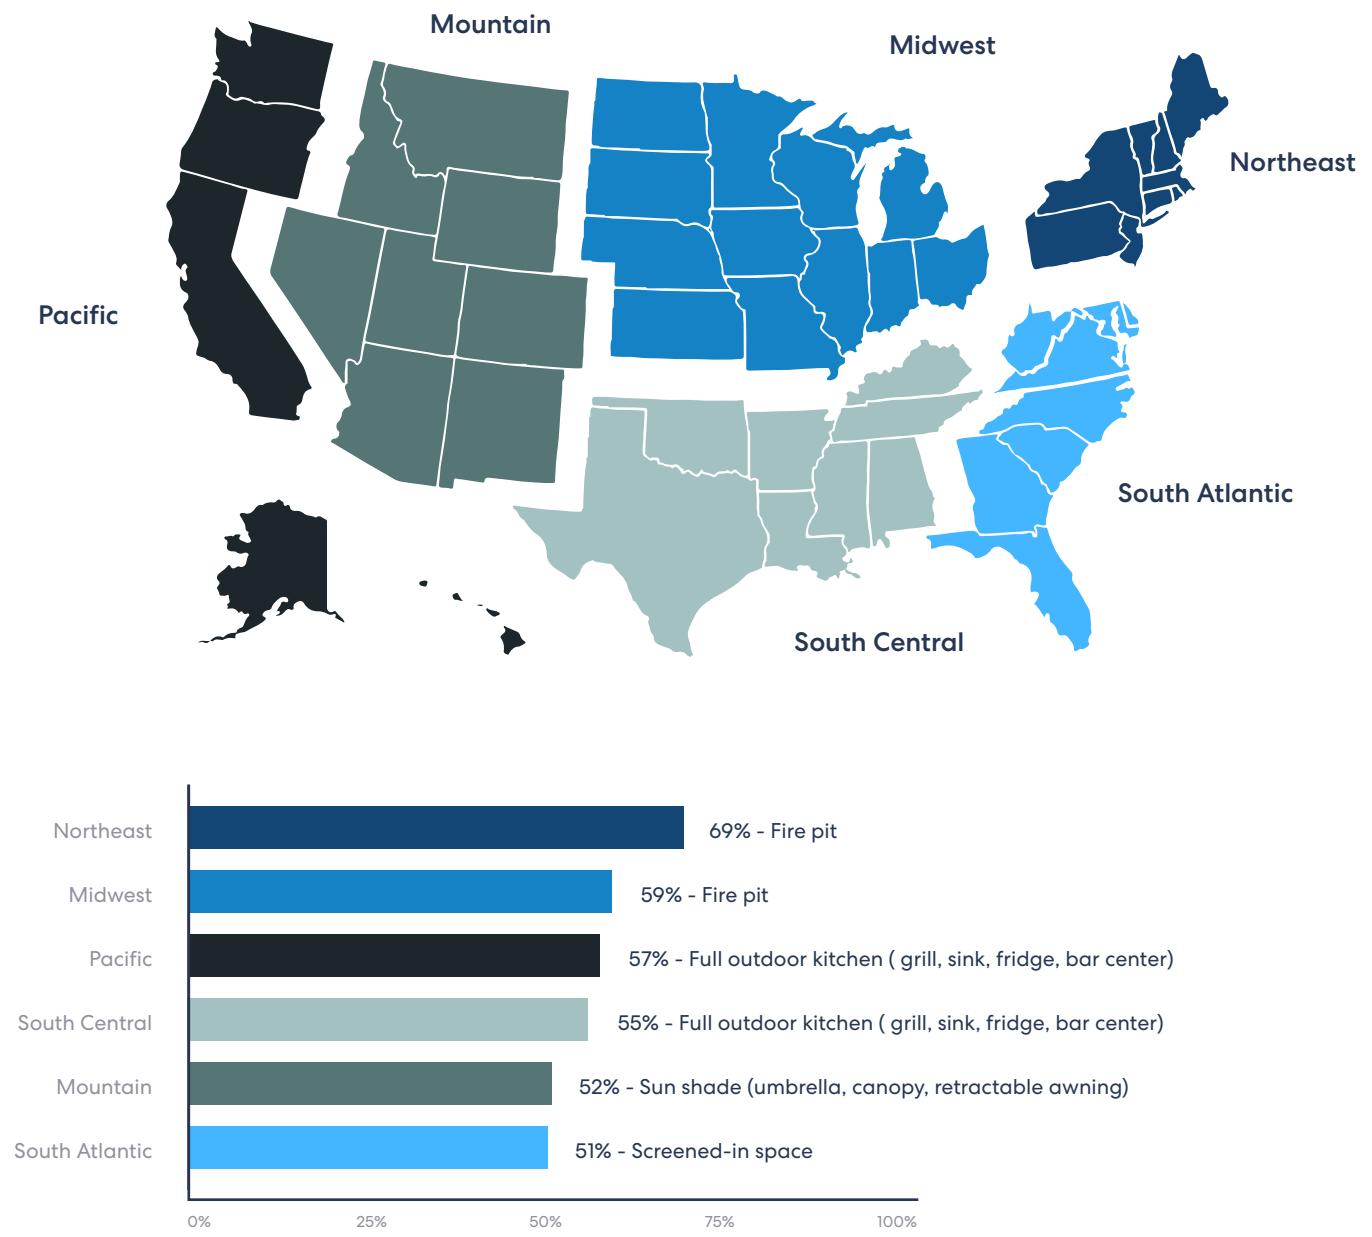 Mountain
Midwest
Northeast
Pacific
South Atlantic
South Central
Northeast 69% - Fire pit
Midwest 59% - Fire pit
Pacific 57% - Full outdoor kitchen ( grill, sink, fridge, bar center)
South Central 55% - Full outdoor kitchen ( grill, sink, fridge, bar center)
Mountain 52% - Sun shade (umbrella, canopy, retractable awning)
South Atlantic 51% - Screened-in space
0% 25% 50% 75% 100%